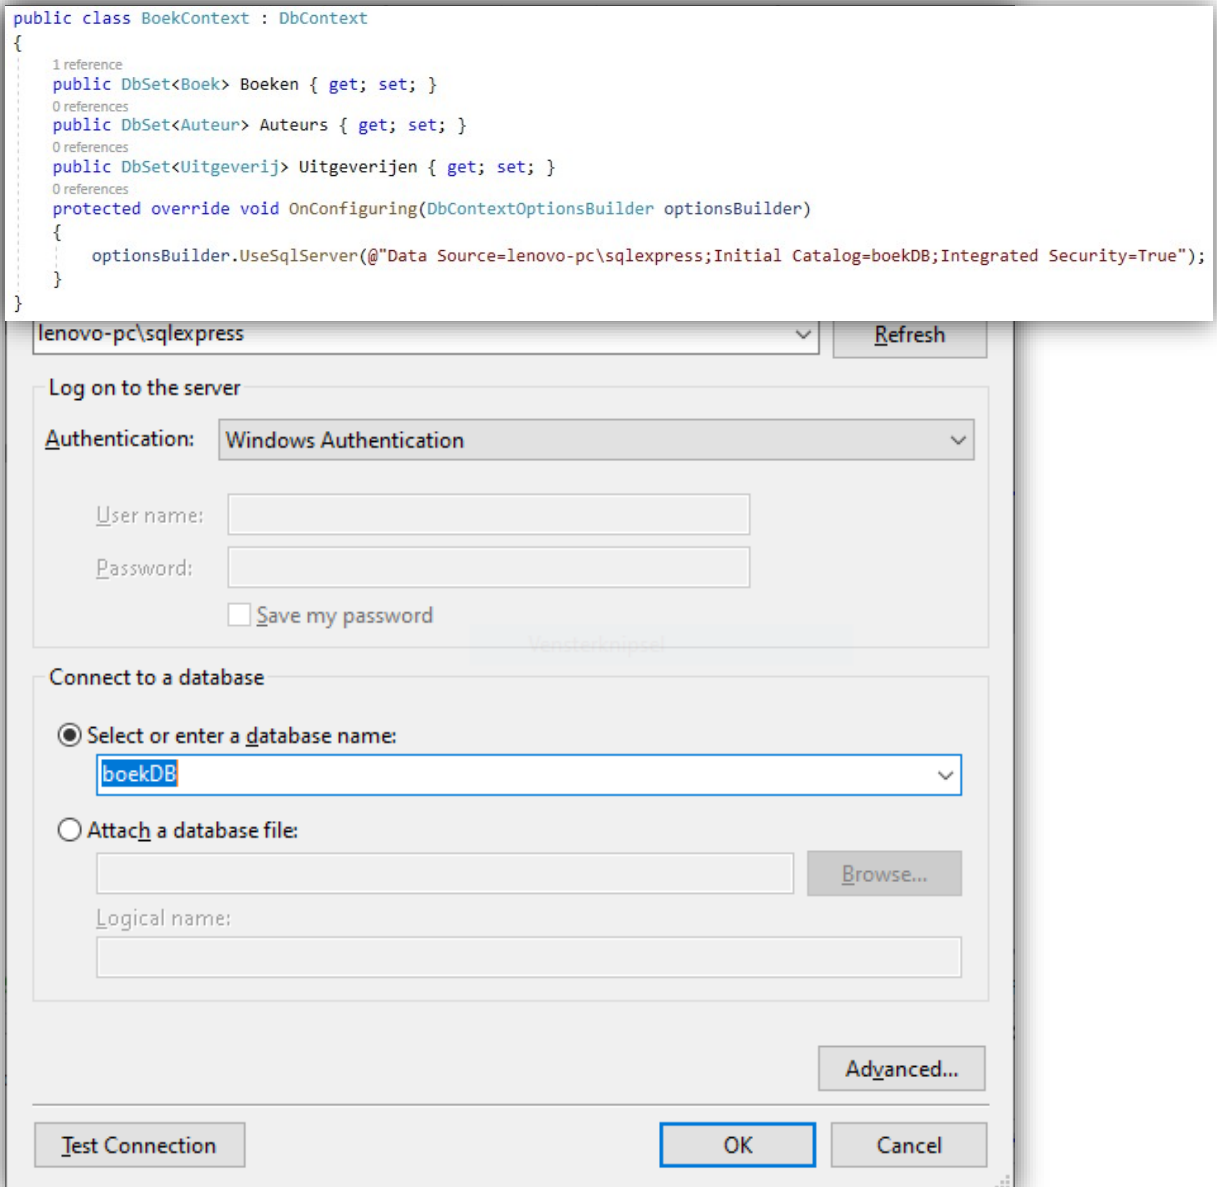 public class BoekContext : DbContext
{
1 reference
public DbSet<Boek> Boeken { get; set; }
0 references
public DbSet<Auteur> Auteurs { get; set; }
0 references
public DbSet<Uitgeverij> Uitgeverijen { get; set; }
0 references
protected override void OnConfiguring(DbContextOptionsBuilder optionsBuilder)
{
optionsBuilder.UseSqlServer(@"Data Source=lenovo-pc\sqlexpress;Initial Catalog=boekDB;Integrated Security=True");
}
}
lenovo-pc\sqlexpress Refresh
Log on to the server
Authentication: Windows Authentication
User name:
Password:
Save my password
Vensterknipsel
Connect to a database
Select or enter a database name:
boekDB
Attach a database file:
Browse...
Logical name:
Advanced...
Test Connection OK Cancel